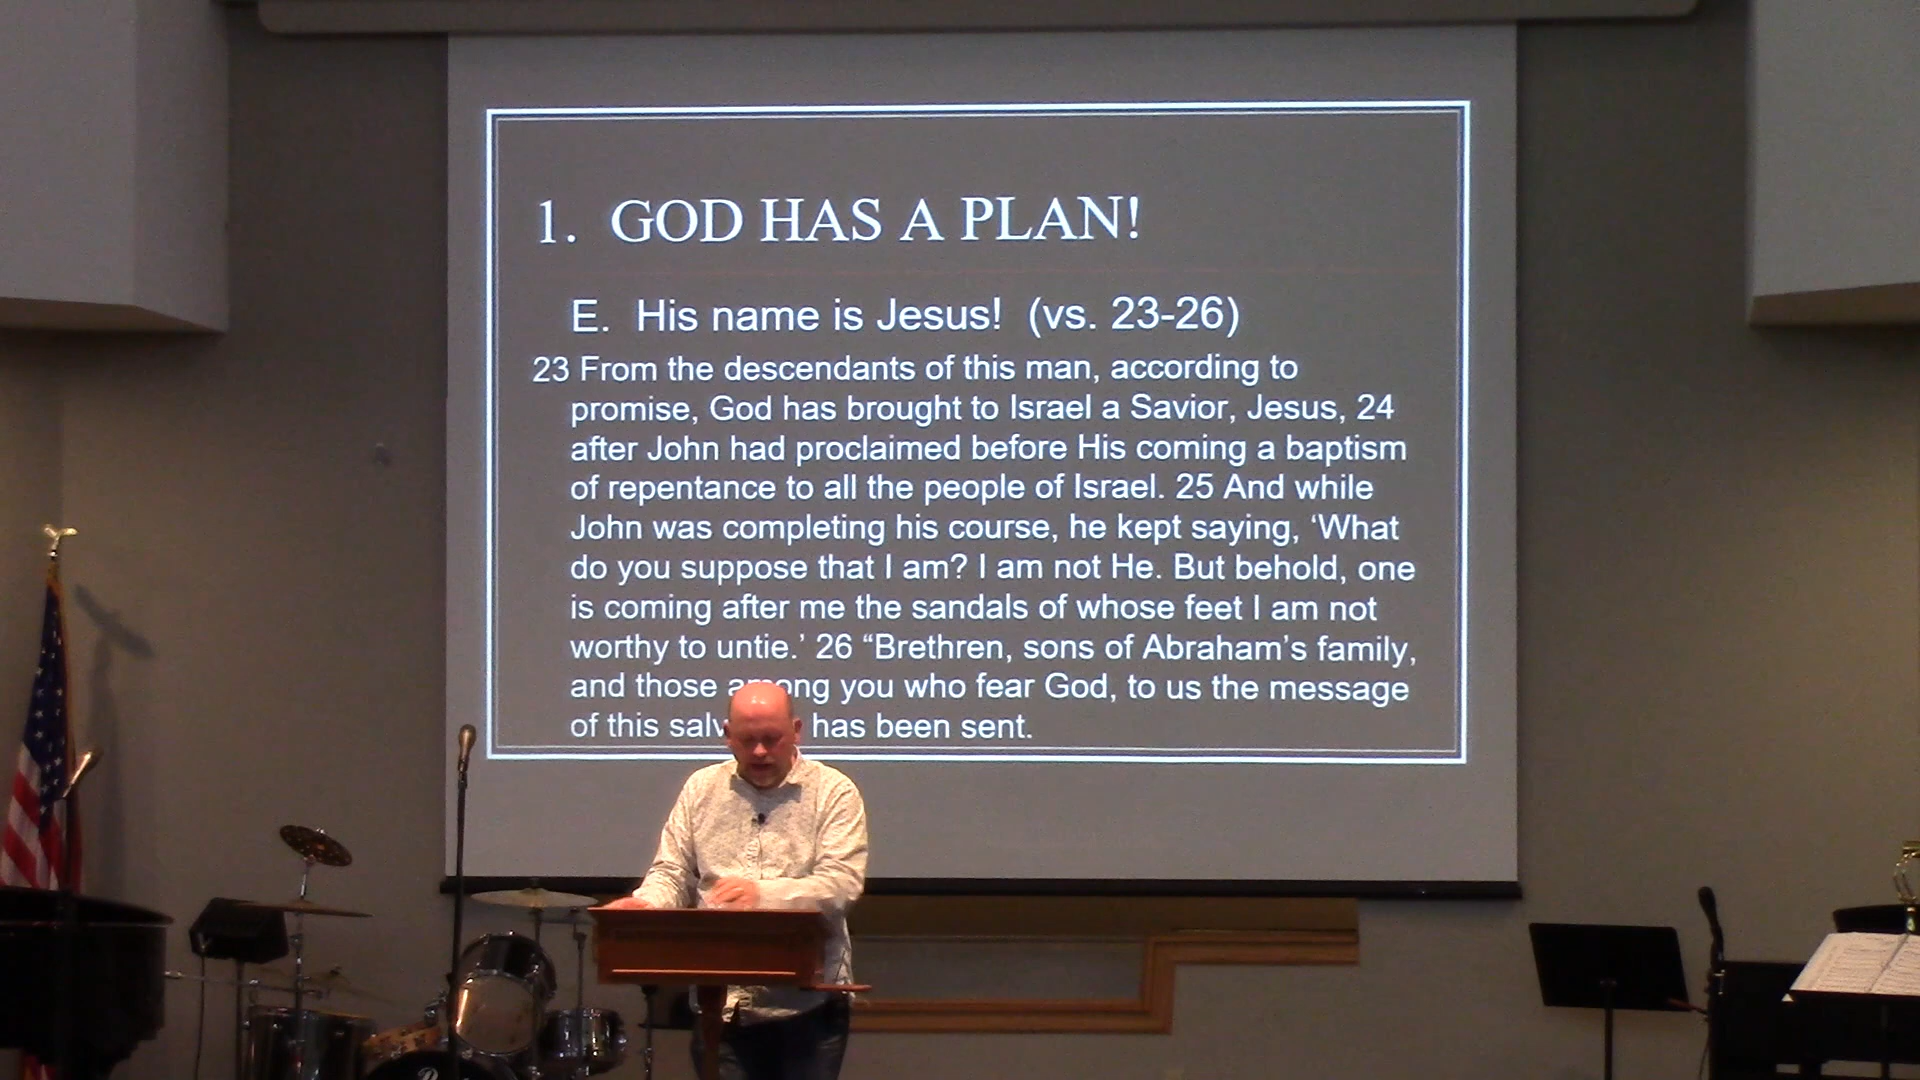 1. GOD HAS A PLAN!
E. His name is Jesus! (vs. 23-26)
23 From the descendants of this man, according to
promise, God has brought to Israel a Savior, Jesus, 24
after John had proclaimed before His coming a baptism
of repentance to all the people of Israel. 25 And while
John was completing his course, he kept saying, ‘What
do you suppose that I am? I am not He. But behold, one
is coming after me the sandals of whose feet I am not
worthy to untie.’ 26 “Brethren, sons of Abraham’s family,
and those among you who fear God, to us the message
of this has been sent.